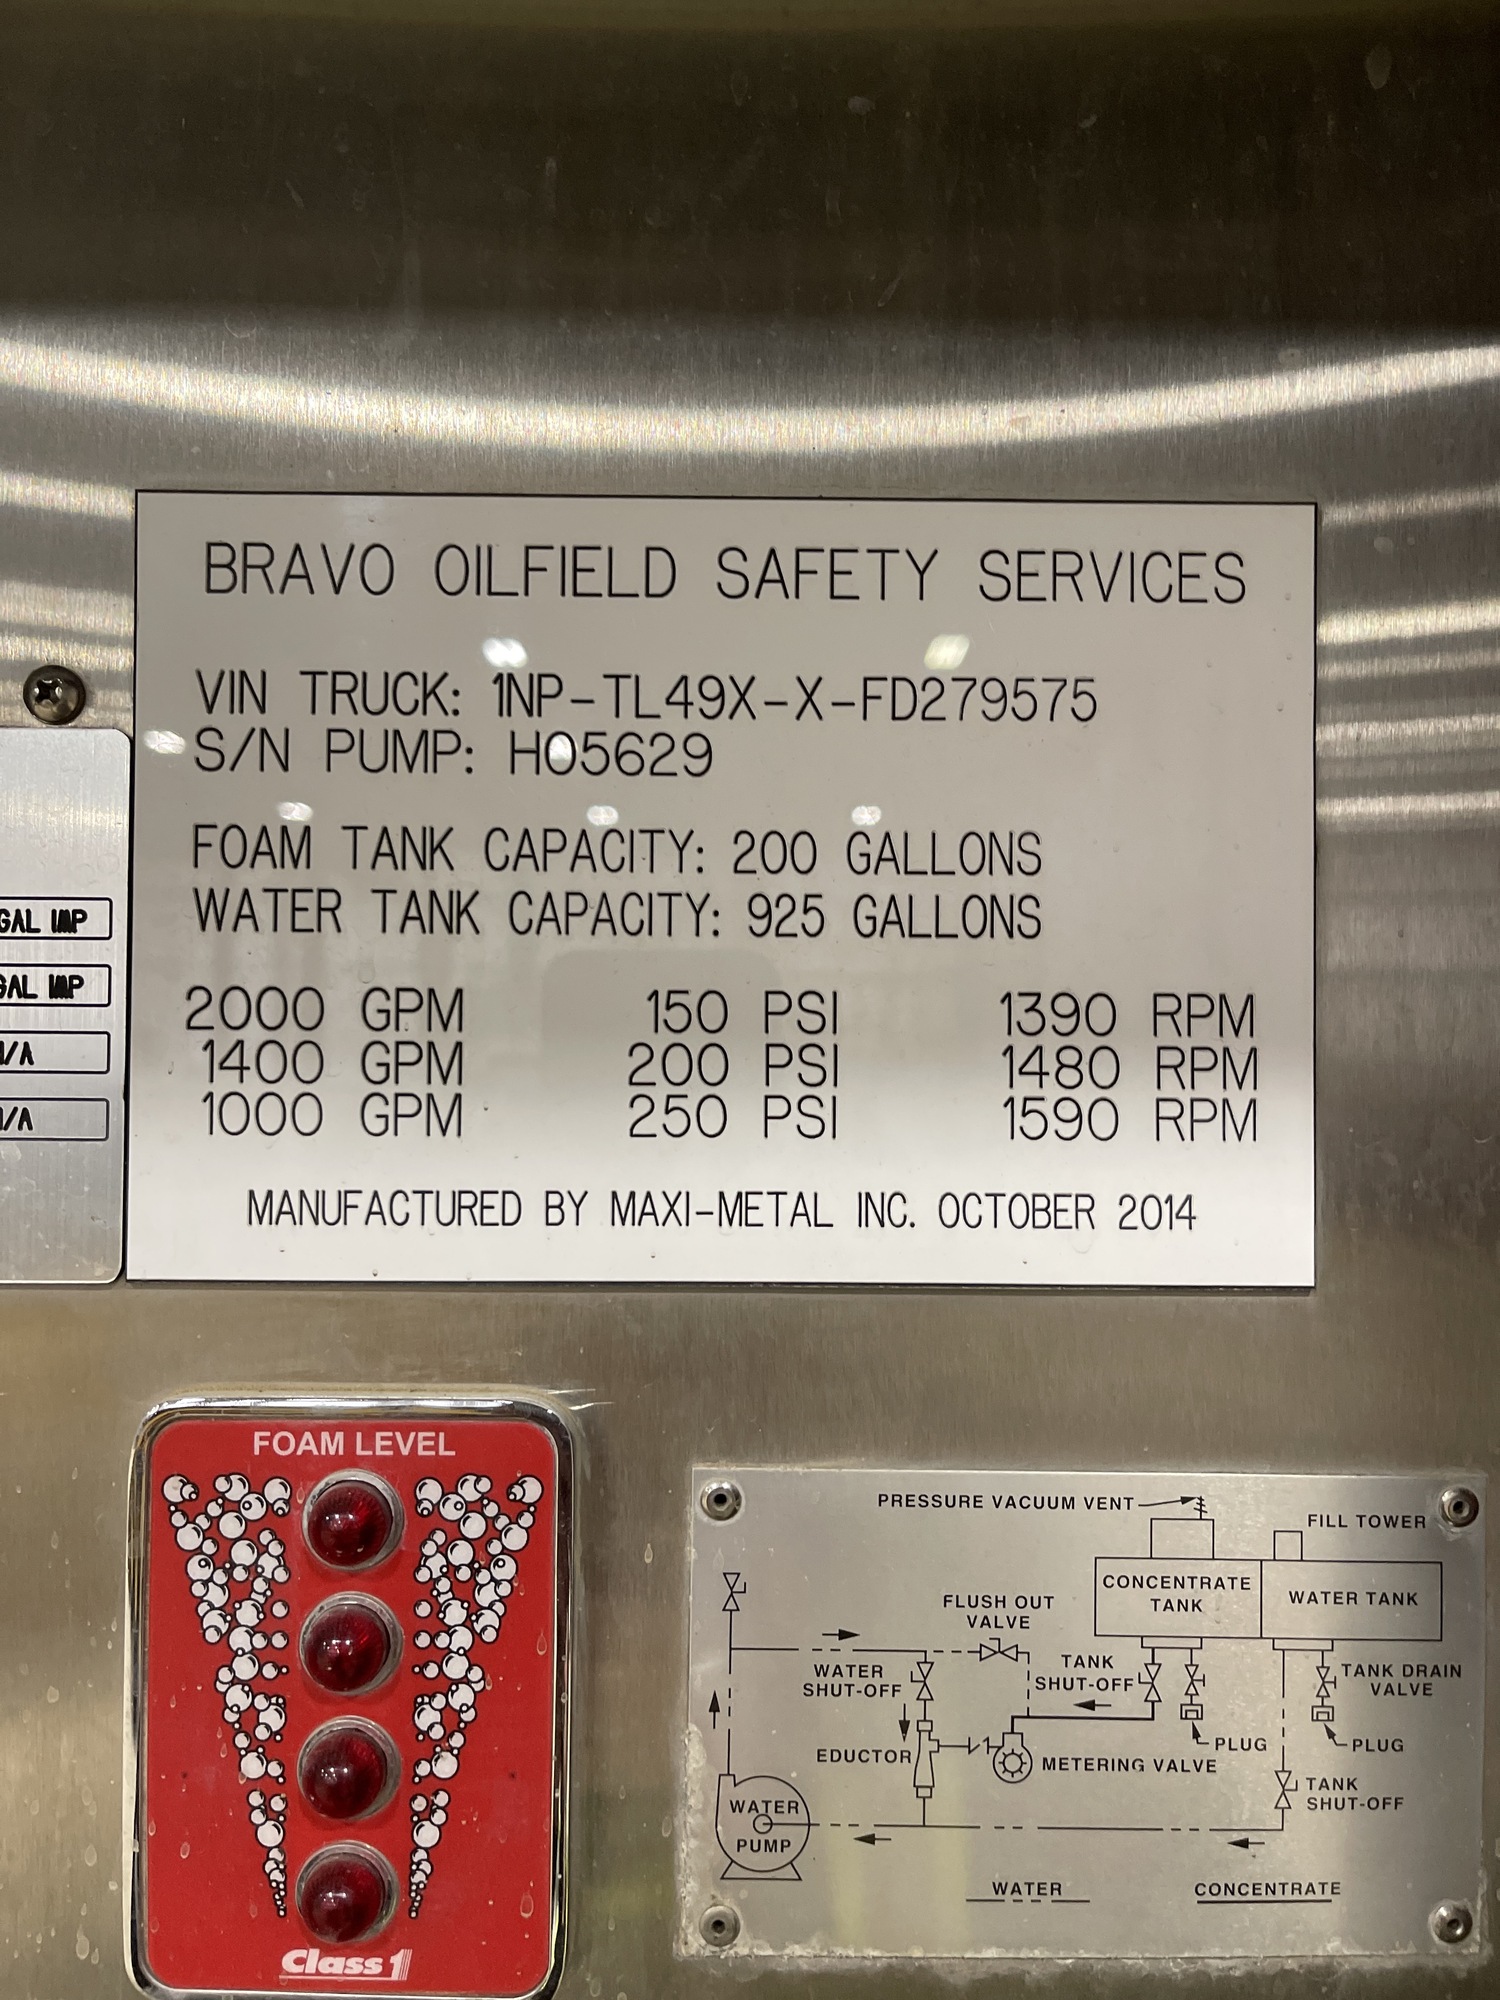 BRAVO OILFIELD SAFETY SERVICES
VIN TRUCK: 1NP-TL49X-X-FD279575
S/N PUMP: H05629
FOAM TANK CAPACITY: 200 GALLONS
WATER TANK CAPACITY: 925 GALLONS
2000 GPM 150 PSI 1390 RPM
1400 GPM 200 PSI 1480 RPM
1000 GPM 250 PSI 1590 RPM
MANUFACTURED BY MAXI-METAL INC. OCTOBER 2014
GAL IMP
GAL IMP
N/A
N/A
FOAM LEVEL
Class 1
PRESSURE VACUUM VENT
FILL TOWER
CONCENTRATE
TANK
WATER TANK
FLUSH OUT
VALVE
WATER
SHUT-OFF
TANK
SHUT-OFF
TANK DRAIN
VALVE
PLUG
PLUG
EDUCTOR
METERING VALVE
TANK
SHUT-OFF
WATER
PUMP
WATER
CONCENTRATE